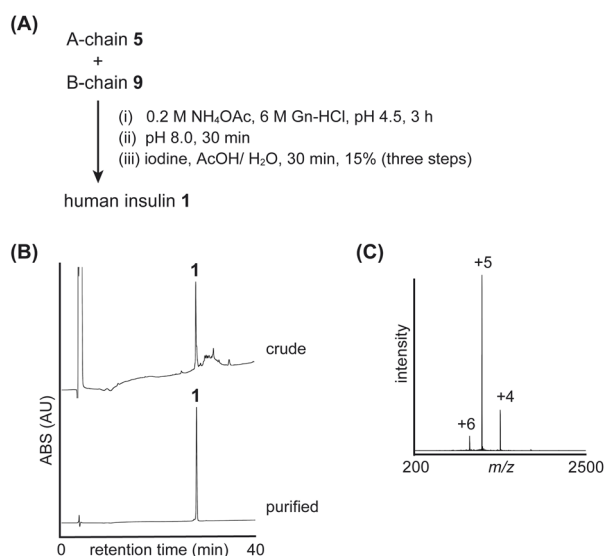 (A)
A-chain 5
+
B-chain 9
(i) 0.2 M NH₄OAc, 6 M Gn-HCl, pH 4.5, 3 h
(ii) pH 8.0, 30 min
(iii) iodine, AcOH/ H₂O, 30 min, 15% (three steps)
human insulin 1
(B)
1
crude
1
purified
ABS (AU)
0 retention time (min) 40
(C)
+5
+4
+6
intensity
200 m/z 2500